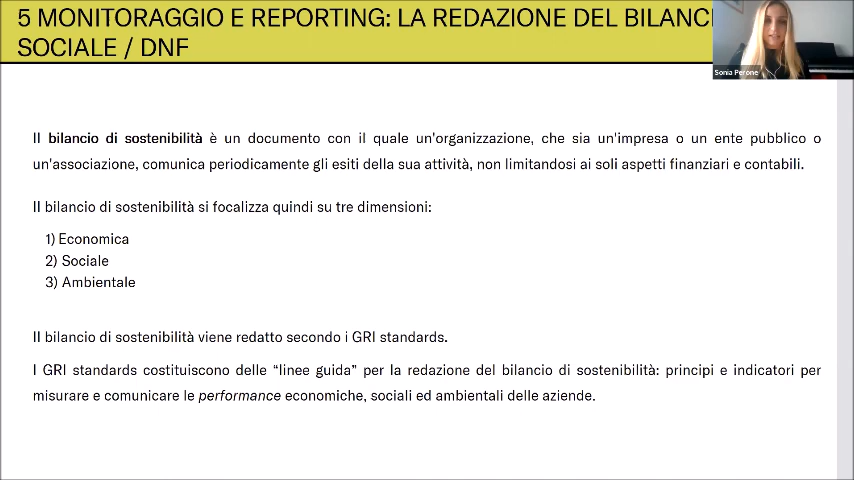 5 MONITORAGGIO E REPORTING: LA REDAZIONE DEL BILANCI
SOCIALE / DNF
Sonia Perone
Il bilancio di sostenibilità è un documento con il quale un'organizzazione, che sia un'impresa o un ente pubblico o
un'associazione, comunica periodicamente gli esiti della sua attività, non limitandosi ai soli aspetti finanziari e contabili.
Il bilancio di sostenibilità si focalizza quindi su tre dimensioni:
1) Economica
2) Sociale
3) Ambientale
Il bilancio di sostenibilità viene redatto secondo i GRI standards.
I GRI standards costituiscono delle “linee guida” per la redazione del bilancio di sostenibilità: principi e indicatori per
misurare e comunicare le performance economiche, sociali ed ambientali delle aziende.